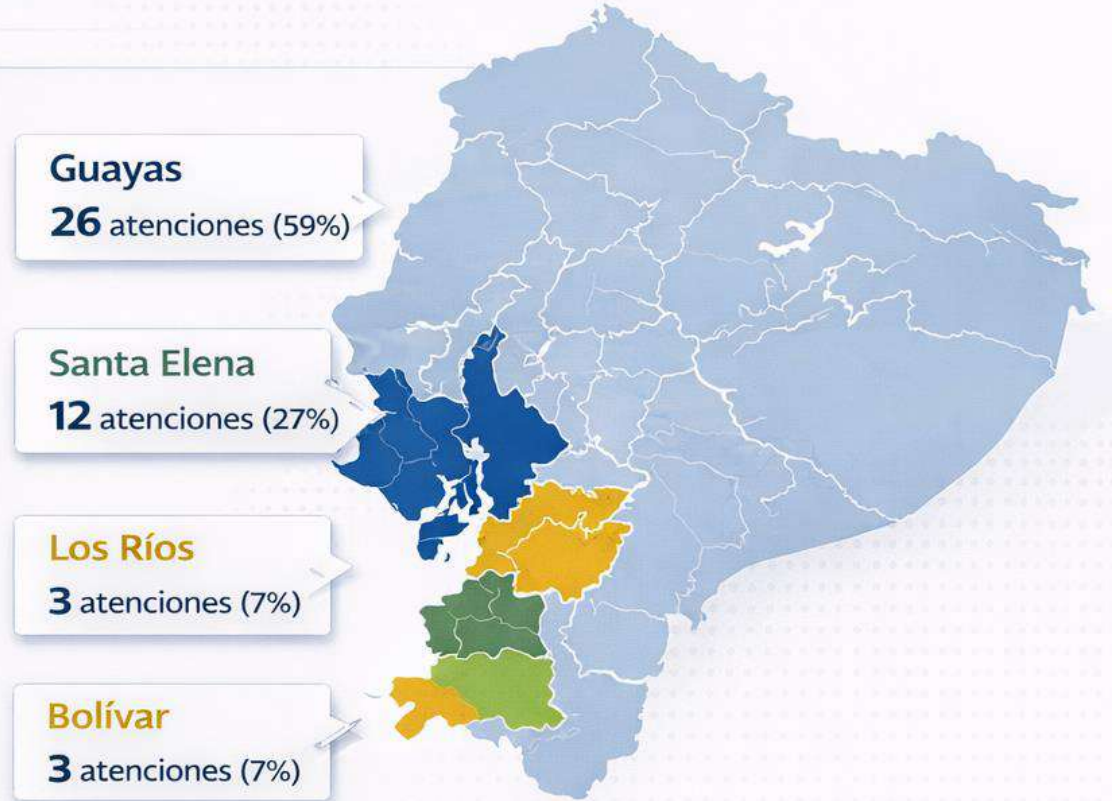 Guayas
26 atenciones (59%)
Santa Elena
12 atenciones (27%)
Los Ríos
3 atenciones (7%)
Bolívar
3 atenciones (7%)